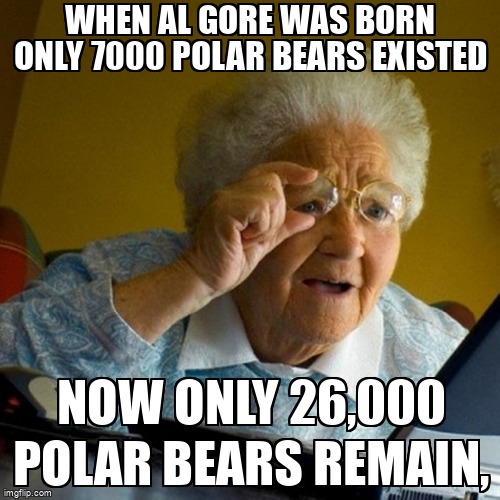 WHEN AL GORE WAS BORN
ONLY 7000 POLAR BEARS EXISTED
NOW ONLY 26,000
POLAR BEARS REMAIN,
imgflip.com